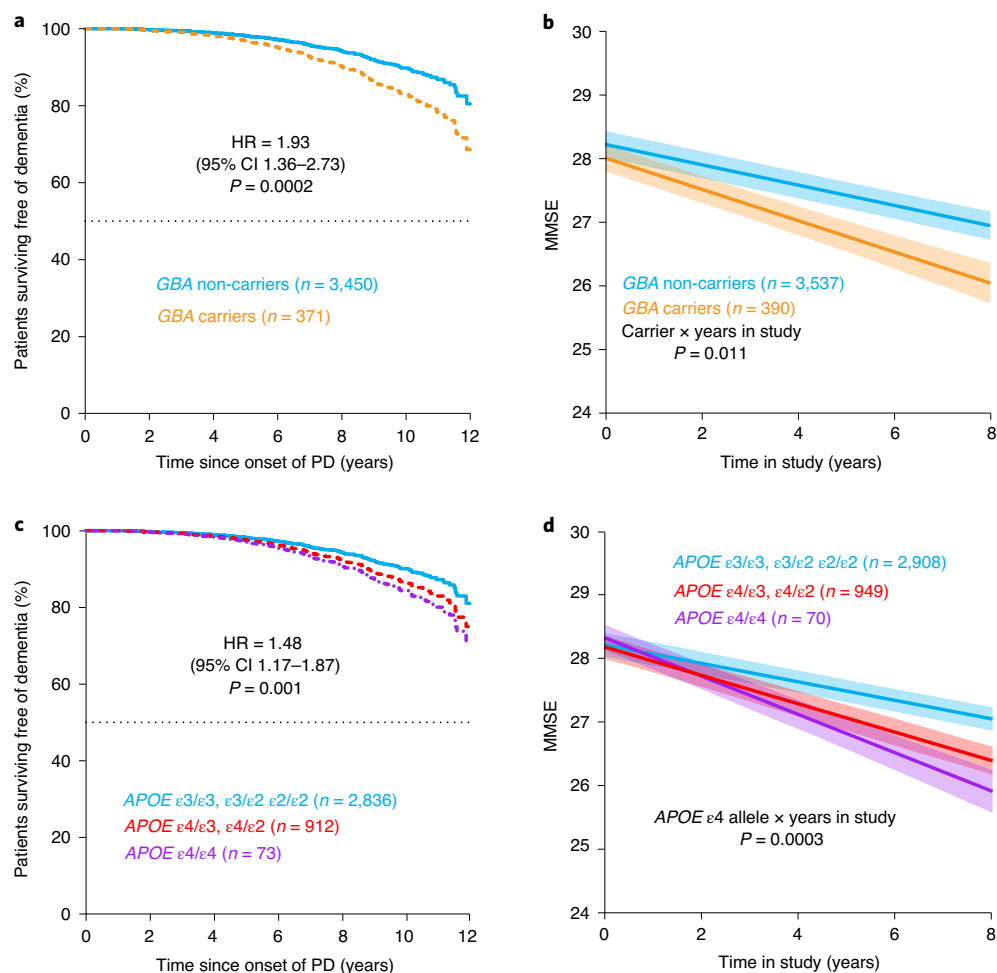 a
Patients surviving free of dementia (%)
100
80
60
40
20
0
HR = 1.93
(95% CI 1.36–2.73)
P = 0.0002
GBA non-carriers (n = 3,450)
GBA carriers (n = 371)
0 2 4 6 8 10 12
Time since onset of PD (years)
b
MMSE
30
29
28
27
26
25
24
GBA non-carriers (n = 3,537)
GBA carriers (n = 390)
Carrier × years in study
P = 0.011
0 2 4 6 8
Time in study (years)
c
Patients surviving free of dementia (%)
100
80
60
40
20
0
HR = 1.48
(95% CI 1.17–1.87)
P = 0.001
APOE ε3/ε3, ε3/ε2 ε2/ε2 (n = 2,836)
APOE ε4/ε3, ε4/ε2 (n = 912)
APOE ε4/ε4 (n = 73)
0 2 4 6 8 10 12
Time since onset of PD (years)
d
MMSE
30
29
28
27
26
25
24
APOE ε3/ε3, ε3/ε2 ε2/ε2 (n = 2,908)
APOE ε4/ε3, ε4/ε2 (n = 949)
APOE ε4/ε4 (n = 70)
APOE ε4 allele × years in study
P = 0.0003
0 2 4 6 8
Time in study (years)